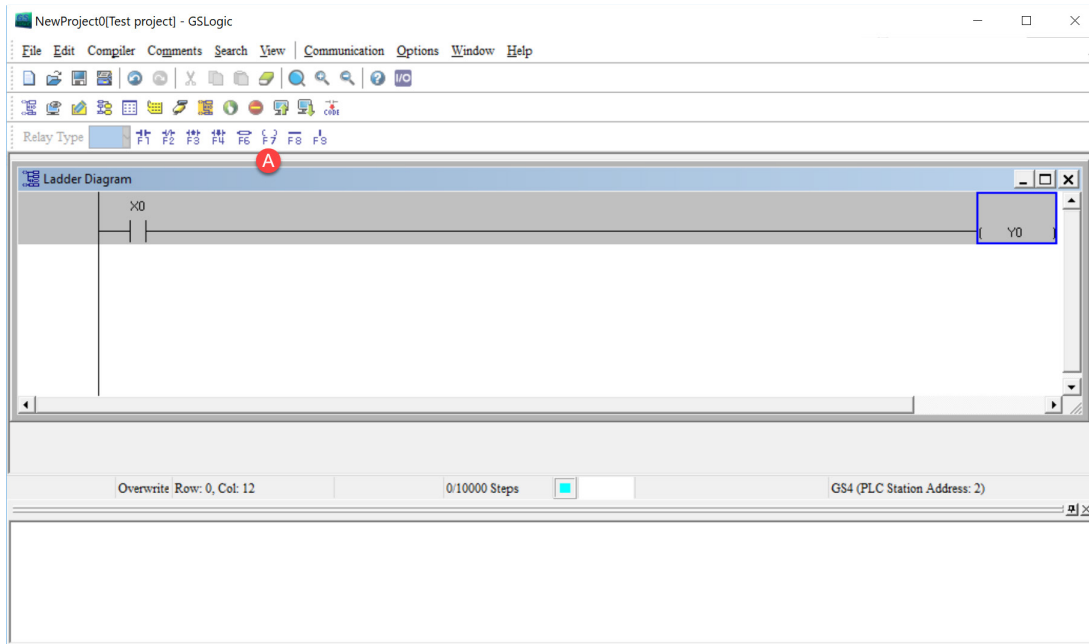 NewProject0[Test project] - GSLogic
File Edit Compiler Comments Search View Communication Options Window Help
I/O
CODE
Relay Type F1 F2 F3 F4 F6 F7 F8 F9
A
Ladder Diagram
X0
Y0
Overwrite Row: 0, Col: 12 0/10000 Steps GS4 (PLC Station Address: 2)